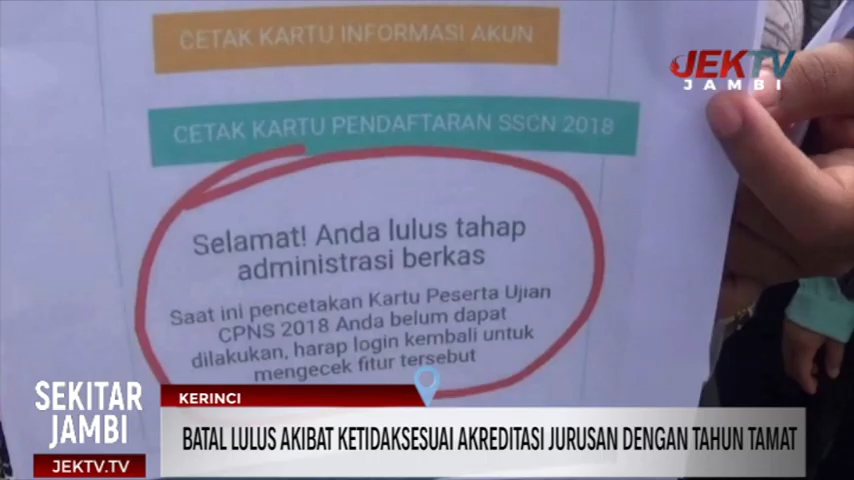 CETAK KARTU INFORMASI AKUN
JEKTV
JAMBI
CETAK KARTU PENDAFTARAN SSCN 2018
Selamat! Anda lulus tahap
administrasi berkas
Saat ini pencetakan Kartu Peserta Ujian
CPNS 2018 Anda belum dapat
dilakukan, harap login kembali untuk
mengecek fitur tersebut
SEKITAR
JAMBI
JEKTV.TV
KERINCI
BATAL LULUS AKIBAT KETIDAKSESUAI AKREDITASI JURUSAN DENGAN TAHUN TAMAT